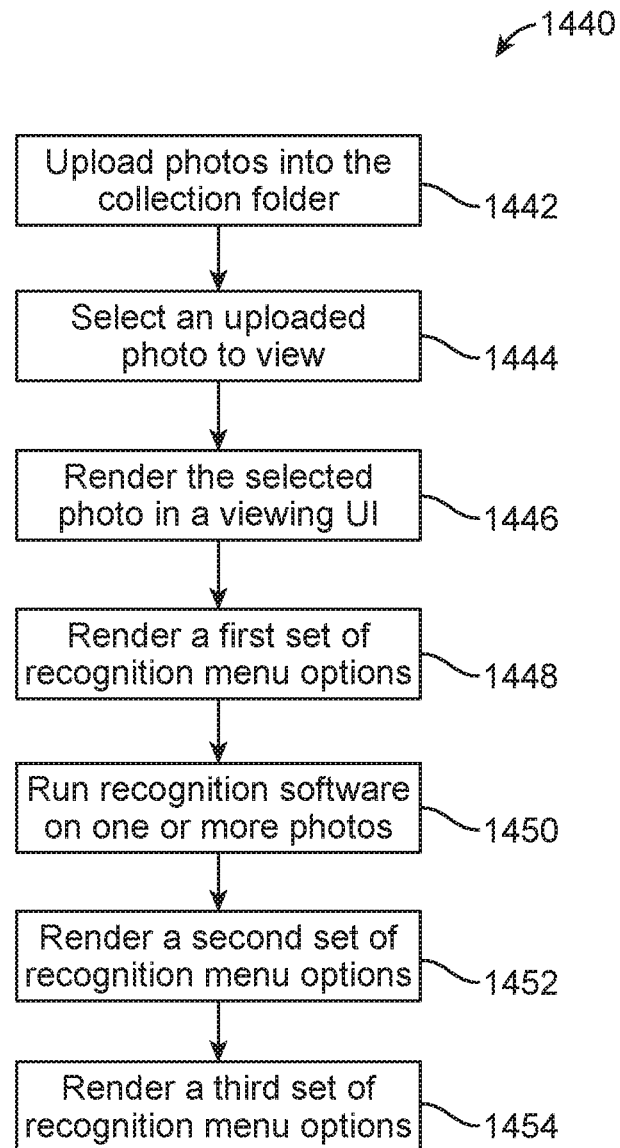 1440
Upload photos into the
collection folder
1442
Select an uploaded
photo to view
1444
Render the selected
photo in a viewing UI
1446
Render a first set of
recognition menu options
1448
Run recognition software
on one or more photos
1450
Render a second set of
recognition menu options
1452
Render a third set of
recognition menu options
1454